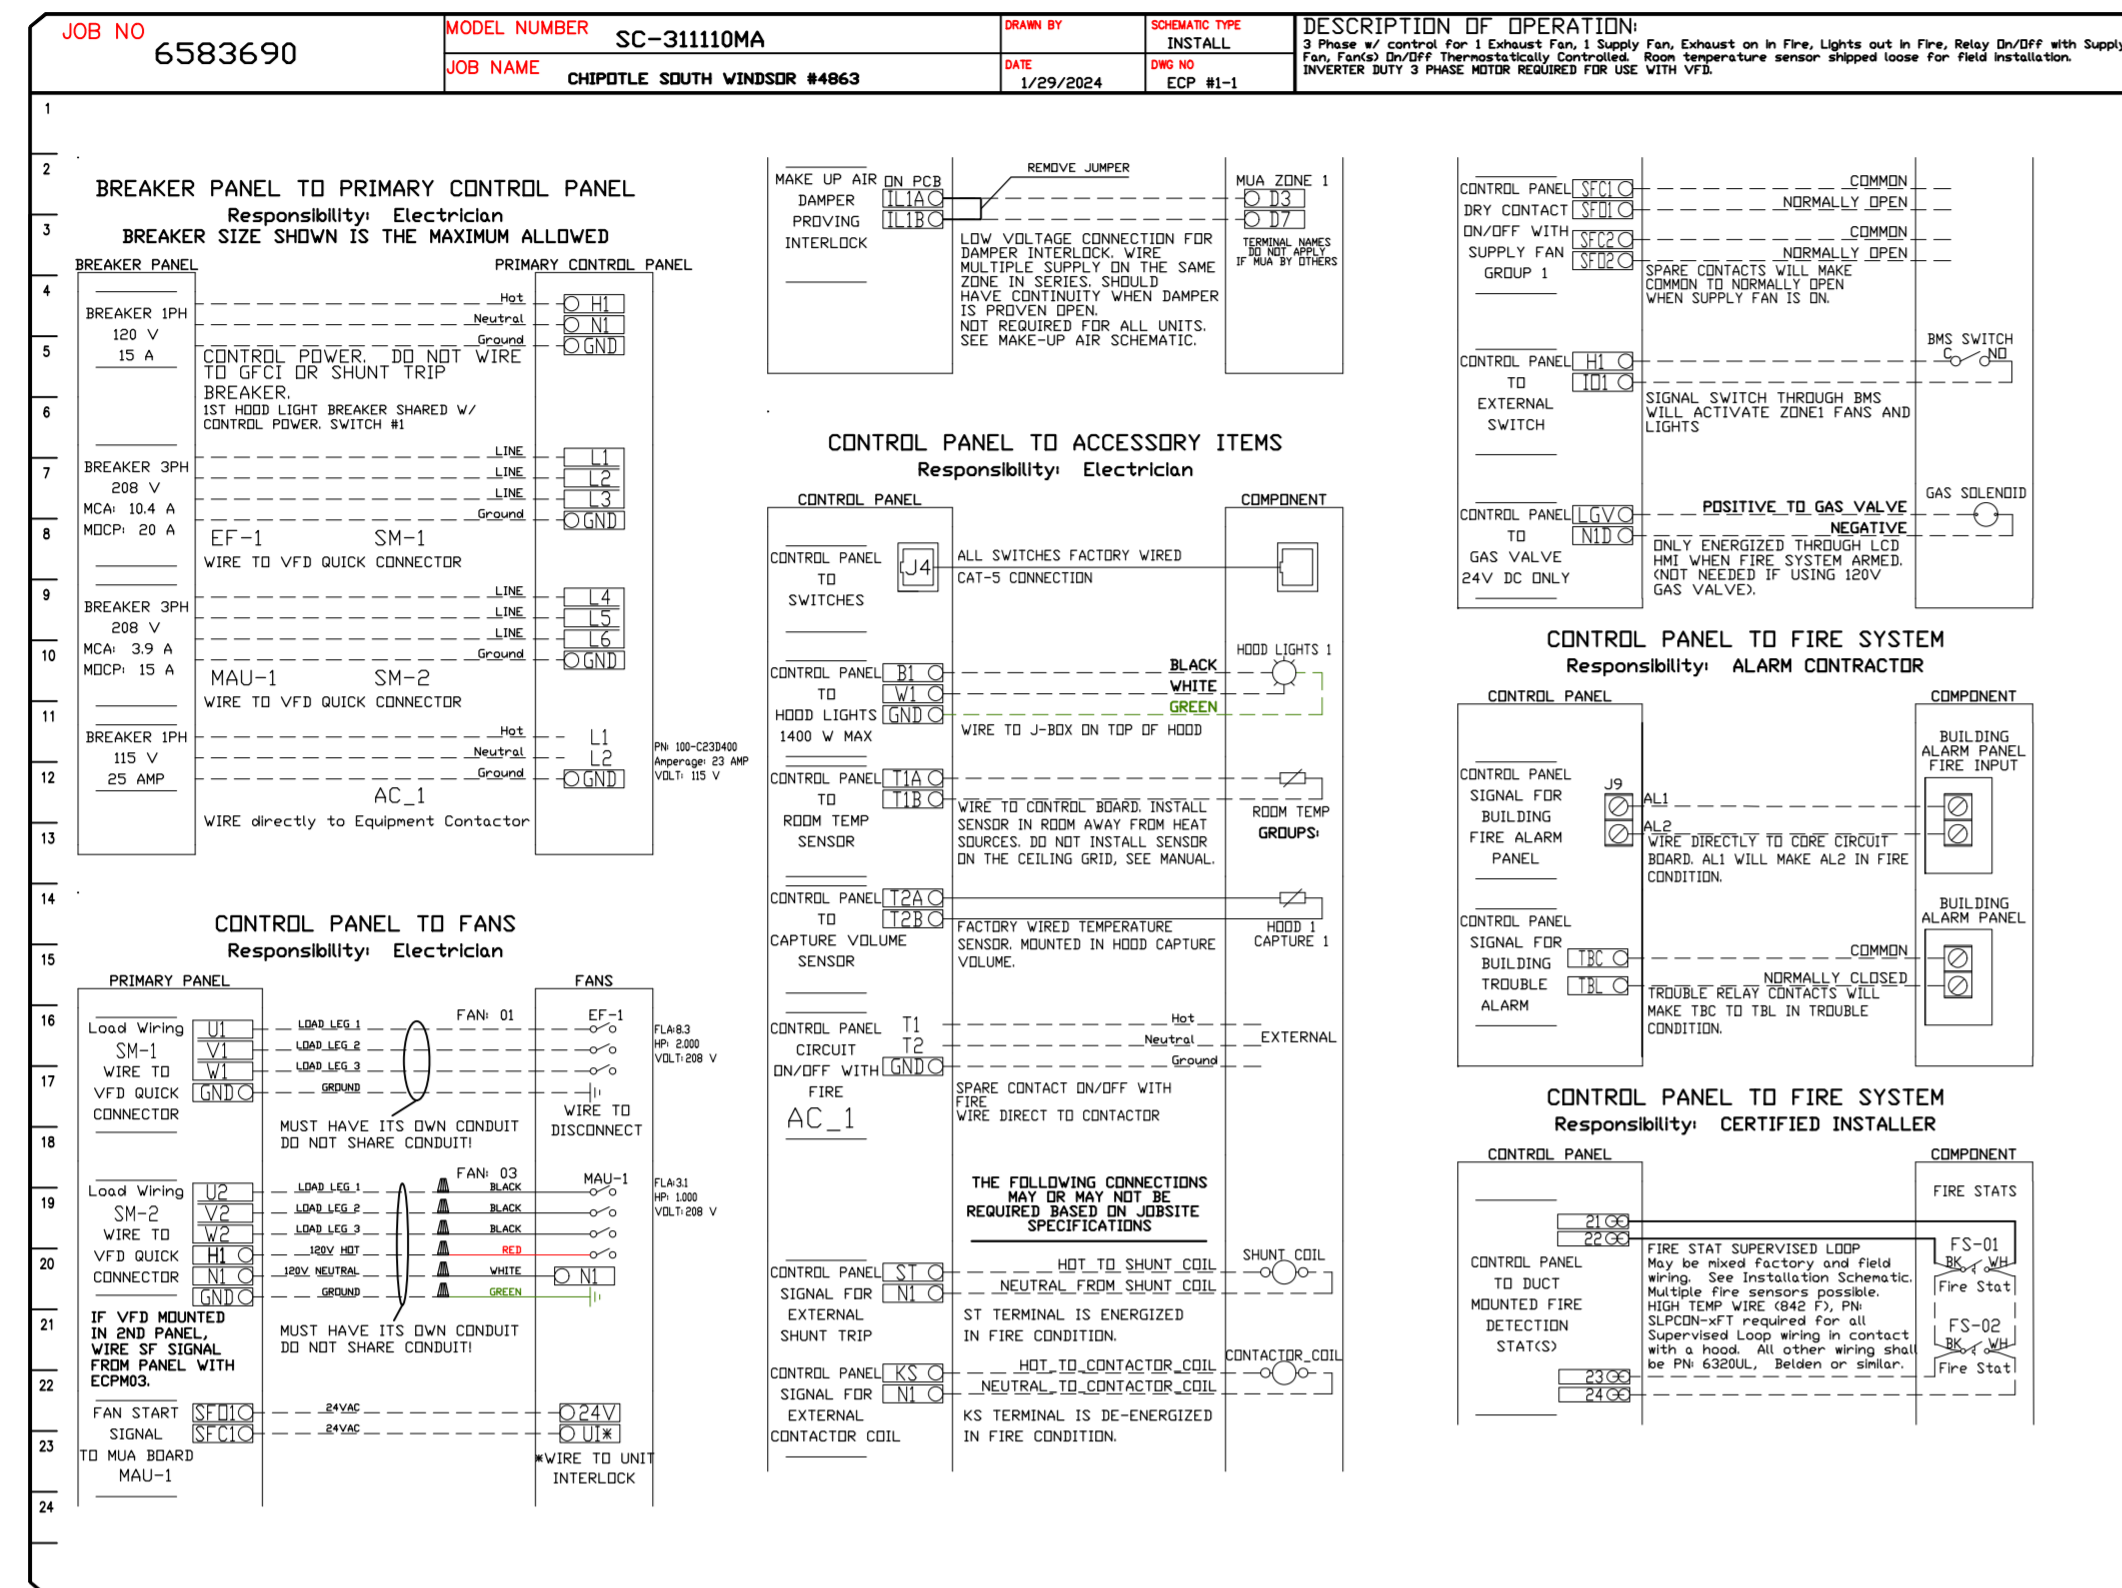 JOB NO
6583690
MODEL NUMBER
SC-311110MA
JOB NAME
CHIPOTLE SOUTH WINDSOR #4863
DRAWN BY
SCHEMATIC TYPE
INSTALL
DATE
1/29/2024
DWG NO
ECP #1-1
DESCRIPTION OF OPERATION:
3 Phase w/ control for 1 Exhaust Fan, 1 Supply Fan, Exhaust on in Fire, Lights out in Fire, Relay On/Off with Supply
Fan, Fan(s) On/Off Thermostatically Controlled. Room temperature sensor shipped loose for field installation.
INVERTER DUTY 3 PHASE MOTOR REQUIRED FOR USE WITH VFD.
1
2
3
4
5
6
7
8
9
10
11
12
13
14
15
16
17
18
19
20
21
22
23
24
BREAKER PANEL TO PRIMARY CONTROL PANEL
Responsibility: Electrician
BREAKER SIZE SHOWN IS THE MAXIMUM ALLOWED
BREAKER PANEL
PRIMARY CONTROL PANEL
BREAKER 1PH
120 V
15 A
Hot
H1
Neutral
N1
Ground
GND
CONTROL POWER. DO NOT WIRE
TO GFCI OR SHUNT TRIP
BREAKER.
1ST HOOD LIGHT BREAKER SHARED W/
CONTROL POWER. SWITCH #1
BREAKER 3PH
208 V
MCA: 10.4 A
MOCP: 20 A
LINE
L1
LINE
L2
LINE
L3
Ground
GND
EF-1
SM-1
WIRE TO VFD QUICK CONNECTOR
BREAKER 3PH
208 V
MCA: 3.9 A
MOCP: 15 A
LINE
L4
LINE
L5
LINE
L6
Ground
GND
MAU-1
SM-2
WIRE TO VFD QUICK CONNECTOR
BREAKER 1PH
115 V
25 AMP
Hot
L1
Neutral
L2
Ground
GND
PN: 100-C23D400
Amperage: 23 AMP
VOLT: 115 V
AC_1
WIRE directly to Equipment Contactor
CONTROL PANEL TO FANS
Responsibility: Electrician
PRIMARY PANEL
FANS
Load Wiring
SM-1
WIRE TO
VFD QUICK
CONNECTOR
U1
V1
W1
GND
LOAD LEG 1
LOAD LEG 2
LOAD LEG 3
GROUND
FAN: 01
EF-1
FLA:8.3
HP: 2.000
VOLT:208 V
WIRE TO
DISCONNECT
MUST HAVE ITS OWN CONDUIT
DO NOT SHARE CONDUIT!
Load Wiring
SM-2
WIRE TO
VFD QUICK
CONNECTOR
U2
V2
W2
H1
N1
GND
LOAD LEG 1
LOAD LEG 2
LOAD LEG 3
120V HOT
120V NEUTRAL
GROUND
FAN: 03
BLACK
BLACK
BLACK
RED
WHITE
GREEN
MAU-1
N1
FLA:3.1
HP: 1.000
VOLT:208 V
IF VFD MOUNTED
IN 2ND PANEL,
WIRE SF SIGNAL
FROM PANEL WITH
ECPM03.
MUST HAVE ITS OWN CONDUIT
DO NOT SHARE CONDUIT!
FAN START
SIGNAL
TO MUA BOARD
MAU-1
SFO1
SFC1
24VAC
24VAC
24V
UI*
*WIRE TO UNIT
INTERLOCK
MAKE UP AIR
DAMPER
PROVING
INTERLOCK
ON PCB
IL1A
IL1B
REMOVE JUMPER
MUA ZONE 1
D3
D7
TERMINAL NAMES
DO NOT APPLY
IF MUA BY OTHERS
LOW VOLTAGE CONNECTION FOR
DAMPER INTERLOCK. WIRE
MULTIPLE SUPPLY ON THE SAME
ZONE IN SERIES. SHOULD
HAVE CONTINUITY WHEN DAMPER
IS PROVEN OPEN.
NOT REQUIRED FOR ALL UNITS.
SEE MAKE-UP AIR SCHEMATIC.
CONTROL PANEL TO ACCESSORY ITEMS
Responsibility: Electrician
CONTROL PANEL
COMPONENT
CONTROL PANEL
TO
SWITCHES
J4
ALL SWITCHES FACTORY WIRED
CAT-5 CONNECTION
CONTROL PANEL
TO
HOOD LIGHTS
1400 W MAX
B1
W1
GND
BLACK
WHITE
GREEN
HOOD LIGHTS 1
WIRE TO J-BOX ON TOP OF HOOD
CONTROL PANEL
TO
ROOM TEMP
SENSOR
T1A
T1B
WIRE TO CONTROL BOARD. INSTALL
SENSOR IN ROOM AWAY FROM HEAT
SOURCES. DO NOT INSTALL SENSOR
ON THE CEILING GRID, SEE MANUAL.
ROOM TEMP
GROUPS:
CONTROL PANEL
TO
CAPTURE VOLUME
SENSOR
T2A
T2B
FACTORY WIRED TEMPERATURE
SENSOR. MOUNTED IN HOOD CAPTURE
VOLUME.
HOOD 1
CAPTURE 1
CONTROL PANEL
CIRCUIT
ON/OFF WITH
FIRE
AC_1
T1
T2
GND
Hot
Neutral
Ground
EXTERNAL
SPARE CONTACT ON/OFF WITH
FIRE
WIRE DIRECT TO CONTACTOR
THE FOLLOWING CONNECTIONS
MAY OR MAY NOT BE
REQUIRED BASED ON JOBSITE
SPECIFICATIONS
CONTROL PANEL
SIGNAL FOR
EXTERNAL
SHUNT TRIP
ST
N1
HOT TO SHUNT COIL
NEUTRAL FROM SHUNT COIL
SHUNT COIL
ST TERMINAL IS ENERGIZED
IN FIRE CONDITION.
CONTROL PANEL
SIGNAL FOR
EXTERNAL
CONTACTOR COIL
KS
N1
HOT TO CONTACTOR COIL
NEUTRAL TO CONTACTOR COIL
CONTACTOR COIL
KS TERMINAL IS DE-ENERGIZED
IN FIRE CONDITION.
CONTROL PANEL
DRY CONTACT
ON/OFF WITH
SUPPLY FAN
GROUP 1
SFC1
SFO1
SFC2
SFO2
COMMON
NORMALLY OPEN
COMMON
NORMALLY OPEN
SPARE CONTACTS WILL MAKE
COMMON TO NORMALLY OPEN
WHEN SUPPLY FAN IS ON.
CONTROL PANEL
TO
EXTERNAL
SWITCH
H1
IO1
BMS SWITCH
C
NO
SIGNAL SWITCH THROUGH BMS
WILL ACTIVATE ZONE1 FANS AND
LIGHTS
CONTROL PANEL
TO
GAS VALVE
24V DC ONLY
LGV
N1D
POSITIVE TO GAS VALVE
NEGATIVE
GAS SOLENOID
ONLY ENERGIZED THROUGH LCD
HMI WHEN FIRE SYSTEM ARMED.
(NOT NEEDED IF USING 120V
GAS VALVE).
CONTROL PANEL TO FIRE SYSTEM
Responsibility: ALARM CONTRACTOR
CONTROL PANEL
COMPONENT
CONTROL PANEL
SIGNAL FOR
BUILDING
FIRE ALARM
PANEL
J9
AL1
AL2
BUILDING
ALARM PANEL
FIRE INPUT
WIRE DIRECTLY TO CORE CIRCUIT
BOARD. AL1 WILL MAKE AL2 IN FIRE
CONDITION.
CONTROL PANEL
SIGNAL FOR
BUILDING
TROUBLE
ALARM
TBC
TBL
COMMON
NORMALLY CLOSED
BUILDING
ALARM PANEL
TROUBLE RELAY CONTACTS WILL
MAKE TBC TO TBL IN TROUBLE
CONDITION.
CONTROL PANEL TO FIRE SYSTEM
Responsibility: CERTIFIED INSTALLER
CONTROL PANEL
COMPONENT
CONTROL PANEL
TO DUCT
MOUNTED FIRE
DETECTION
STAT(S)
21
22
23
24
FIRE STAT SUPERVISED LOOP
May be mixed factory and field
wiring. See Installation Schematic.
Multiple fire sensors possible.
HIGH TEMP WIRE (842 F), PN:
SLPCON-xFT required for all
Supervised Loop wiring in contact
with a hood. All other wiring shall
be PN: 6320UL, Belden or similar.
FIRE STATS
FS-01
BK
WH
Fire Stat
FS-02
BK
WH
Fire Stat